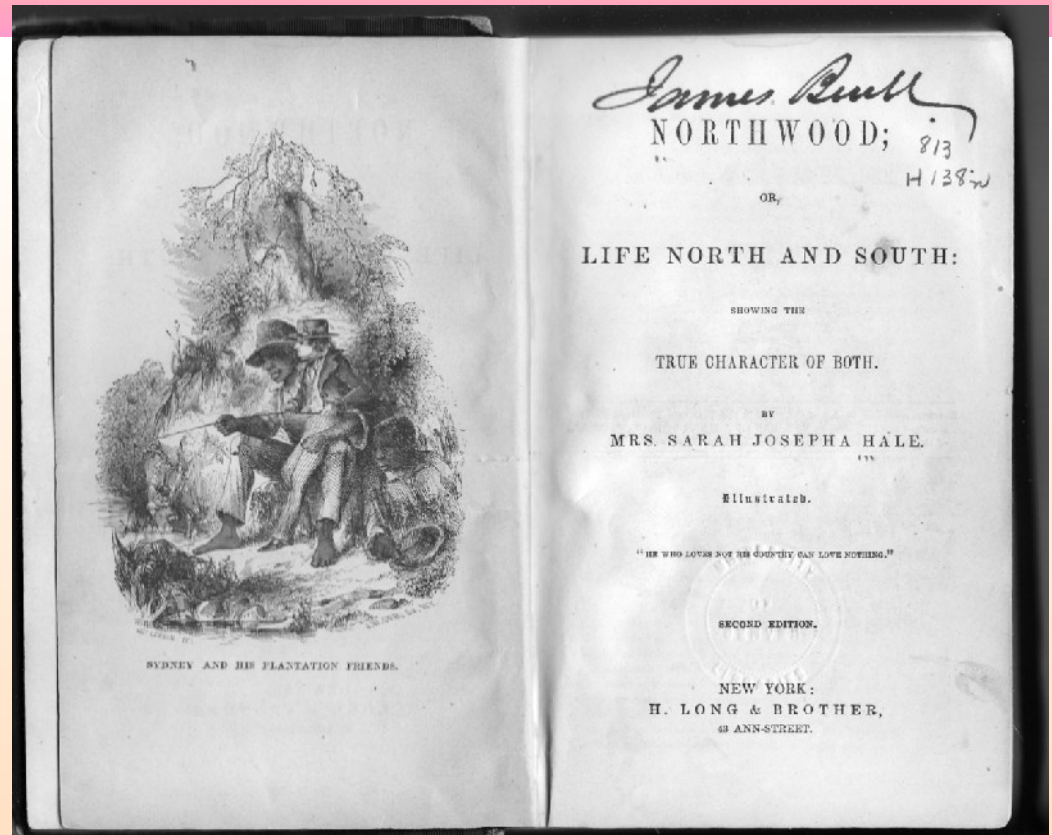 SYDNEY AND HIS PLANTATION FRIENDS.
James
NORTHWOOD;
813
H138n
OR,
LIFE NORTH AND SOUTH:
SHOWING THE
TRUE CHARACTER OF BOTH.
BY
MRS. SARAH JOSEPHA HALE.
Illustrated.
"HE WHO LOVES NOT HIS COUNTRY CAN LOVE NOTHING."
SECOND EDITION.
NEW YORK:
H. LONG & BROTHER,
43 ANN-STREET.